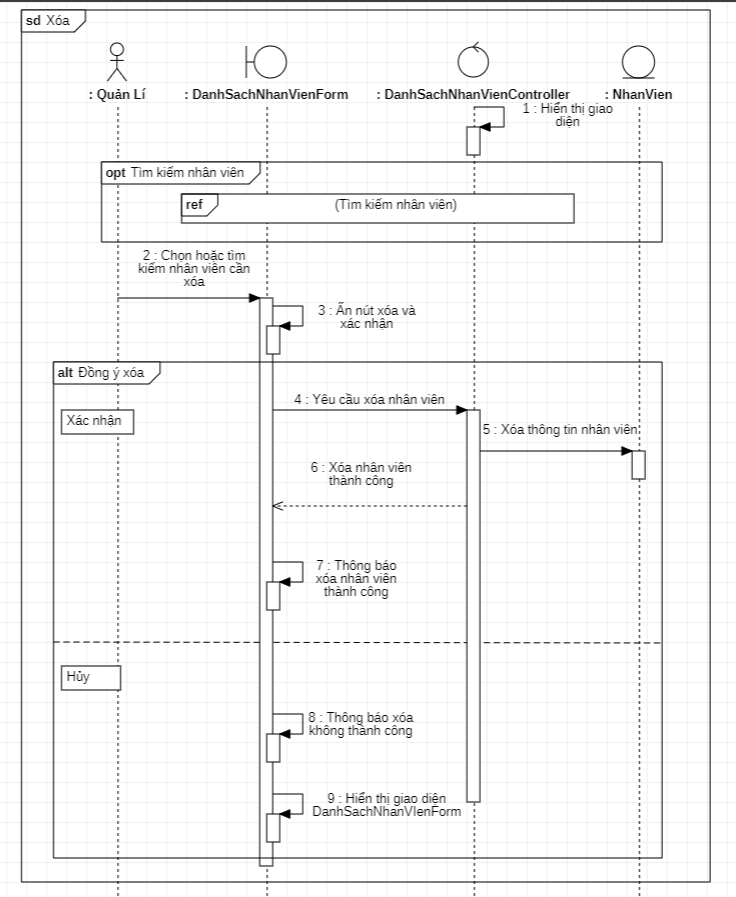 sd Xóa
: Quản Lí
: DanhSachNhanVienForm
: DanhSachNhanVienController
: NhanVien
1 : Hiển thị giao
diện
opt Tìm kiếm nhân viên
ref
(Tìm kiếm nhân viên)
2 : Chọn hoặc tìm
kiếm nhân viên cần
xóa
3 : Ấn nút xóa và
xác nhận
alt Đồng ý xóa
4 : Yêu cầu xóa nhân viên
Xác nhận
5 : Xóa thông tin nhân viên
6 : Xóa nhân viên
thành công
7 : Thông báo
xóa nhân viên
thành công
Hủy
8 : Thông báo xóa
không thành công
9 : Hiển thị giao diện
DanhSachNhanVIenForm